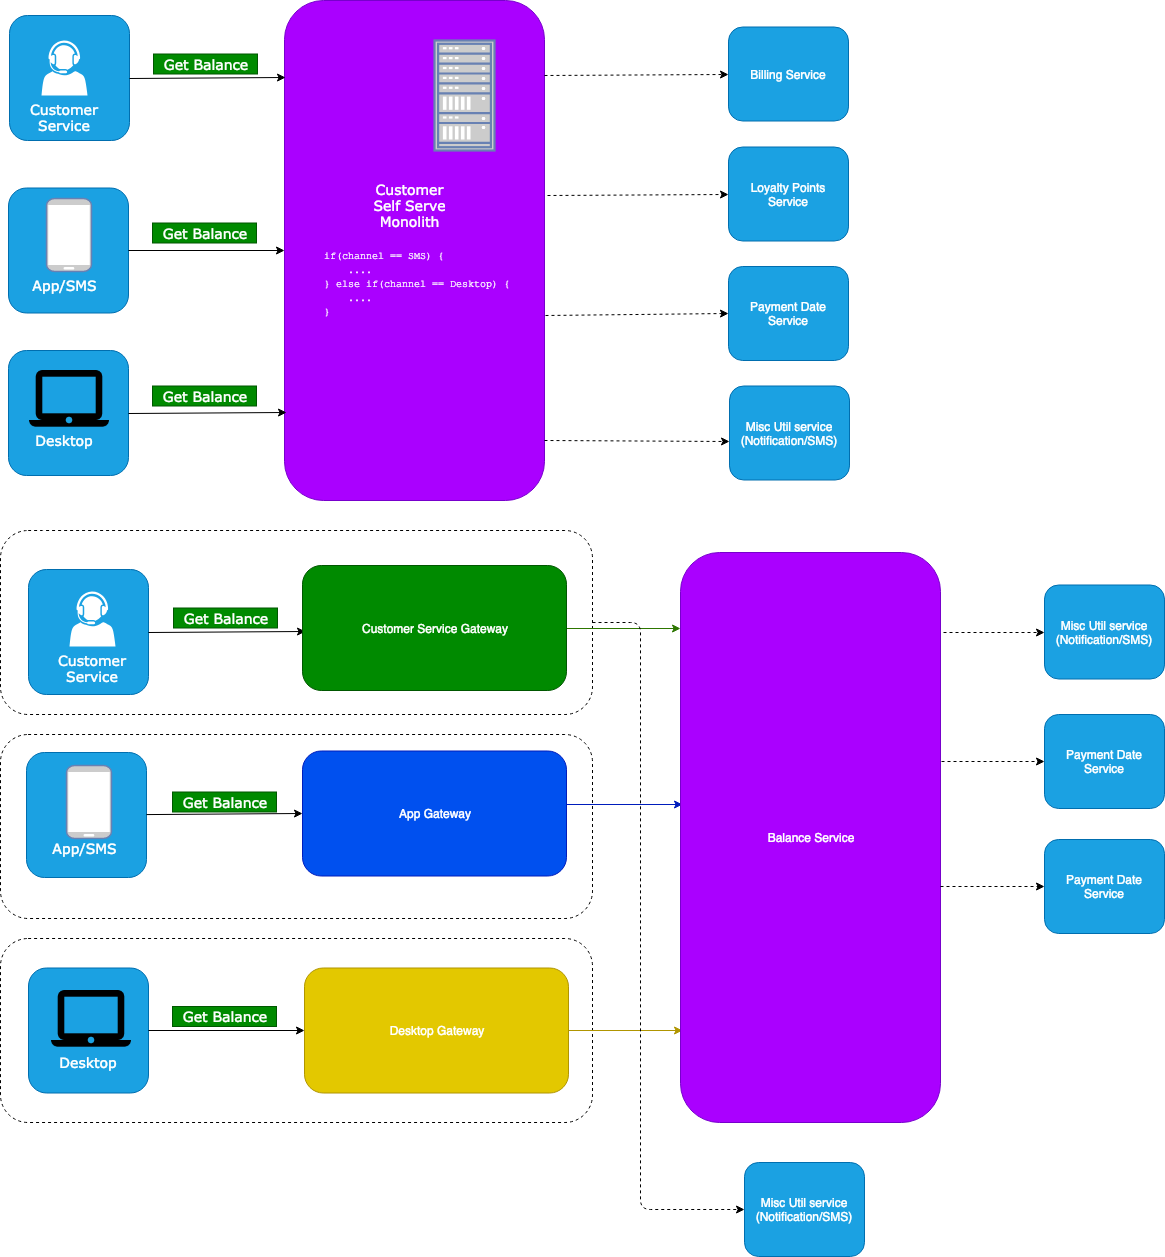 Get Balance
Customer
Service
Billing Service
Customer
Self Serve
Monolith
Loyalty Points
Service
Get Balance
App/SMS
if(channel == SMS) {
....
} else if(channel == Desktop) {
....
}
Payment Date
Service
Get Balance
Desktop
Misc Util service
(Notification/SMS)
Get Balance
Customer
Service
Customer Service Gateway
Misc Util service
(Notification/SMS)
Get Balance
App/SMS
App Gateway
Balance Service
Payment Date
Service
Payment Date
Service
Get Balance
Desktop
Desktop Gateway
Misc Util service
(Notification/SMS)